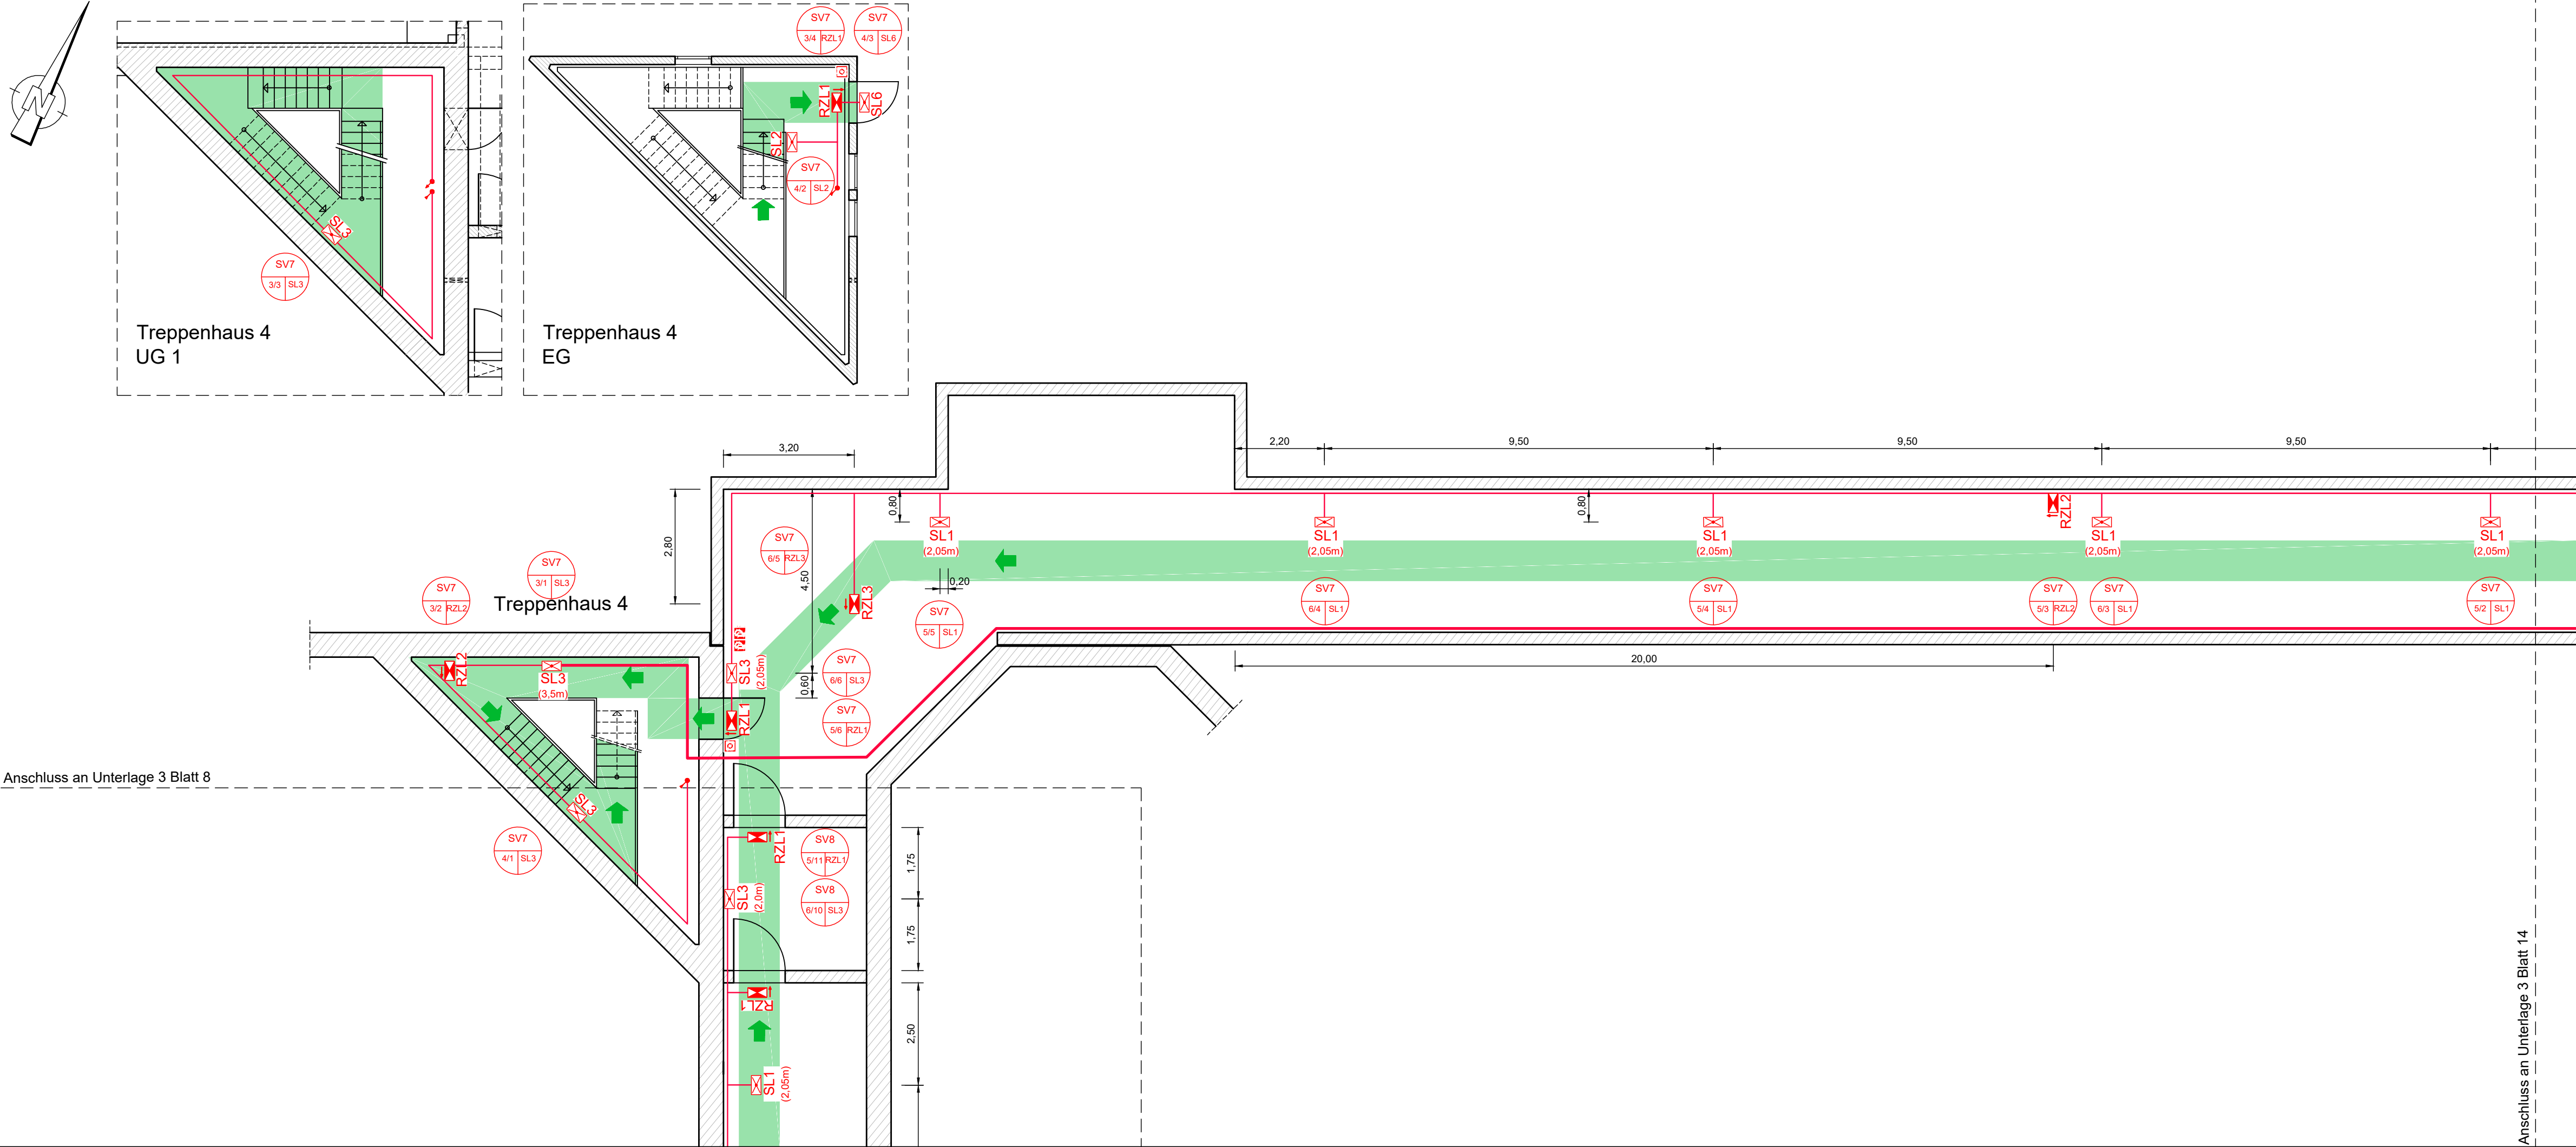 N
SV7
3/4 RZL1
SV7
4/3 SL6
RZL1
SL6
SL2
SV7
4/2 SL2
SL3
SV7
3/3 SL3
Treppenhaus 4
UG 1
Treppenhaus 4
EG
3,20
2,20
9,50
9,50
9,50
2,80
4,50
0,80
0,80
SL1
(2,05m)
SL1
(2,05m)
SL1
(2,05m)
RZL2
SL1
(2,05m)
SL1
(2,05m)
SV7
6/5 RZL3
RZL3
0,20
SV7
3/1 SL3
SV7
3/2 RZL2
Treppenhaus 4
SV7
5/5 SL1
SV7
6/4 SL1
SV7
5/4 SL1
SV7
5/3 RZL2
SV7
6/3 SL1
SV7
5/2 SL1
20,00
RZL2
SL3
(3,5m)
SL3
(2,05m)
0,60
SV7
6/6 SL3
SV7
5/6 RZL1
RZL1
Anschluss an Unterlage 3 Blatt 8
SL3
SV7
4/1 SL3
RZL1
SV8
5/11 RZL1
SL3
(2,0m)
SV8
6/10 SL3
1,75
1,75
RZL1
2,50
SL1
(2,05m)
Anschluss an Unterlage 3 Blatt 14